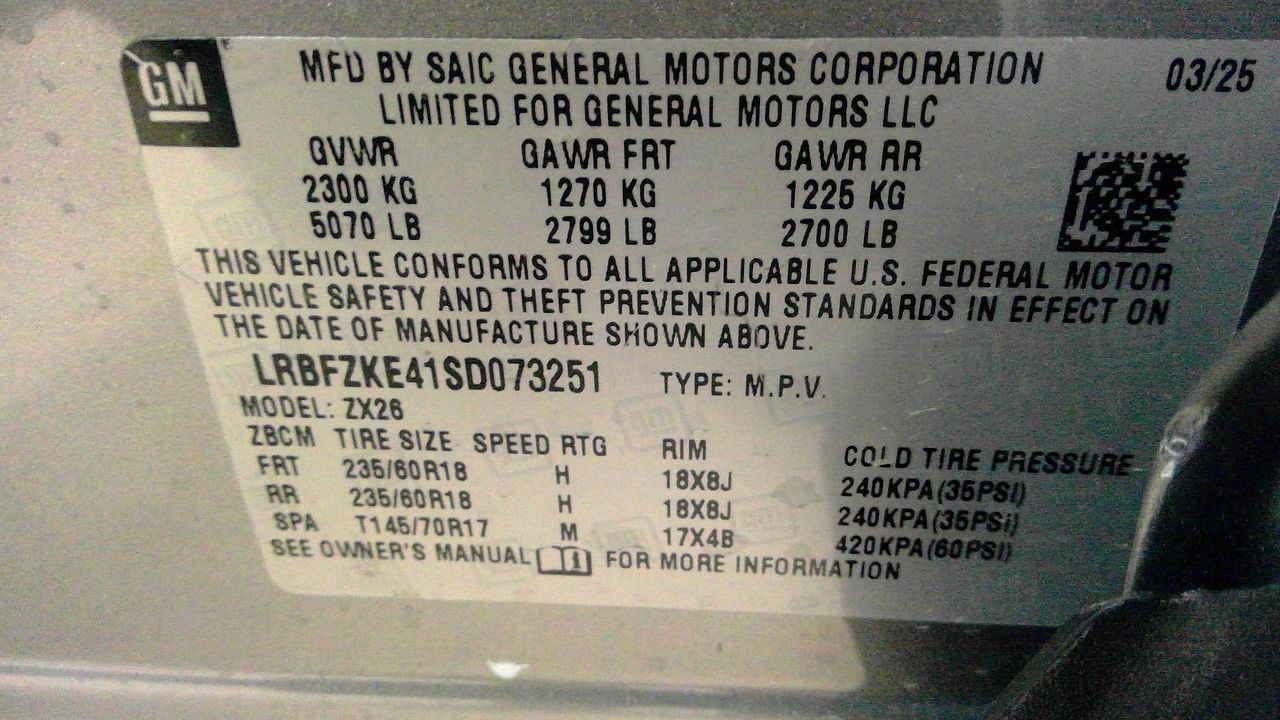 GM
MFD BY SAIC GENERAL MOTORS CORPORATION 03/25
LIMITED FOR GENERAL MOTORS LLC
GVWR GAWR FRT GAWR RR
2300 KG 1270 KG 1225 KG
5070 LB 2799 LB 2700 LB
THIS VEHICLE CONFORMS TO ALL APPLICABLE U.S. FEDERAL MOTOR
VEHICLE SAFETY AND THEFT PREVENTION STANDARDS IN EFFECT ON
THE DATE OF MANUFACTURE SHOWN ABOVE.
LRBFZKE41SD073251 TYPE: M.P.V.
MODEL: ZX26
ZBCM TIRE SIZE SPEED RTG RIM COLD TIRE PRESSURE
FRT 235/60R18 H 18X8J 240KPA(35PSI)
RR 235/60R18 H 18X8J 240KPA(35PSI)
SPA T145/70R17 M 17X4B 420KPA(60PSI)
SEE OWNER'S MANUAL FOR MORE INFORMATION